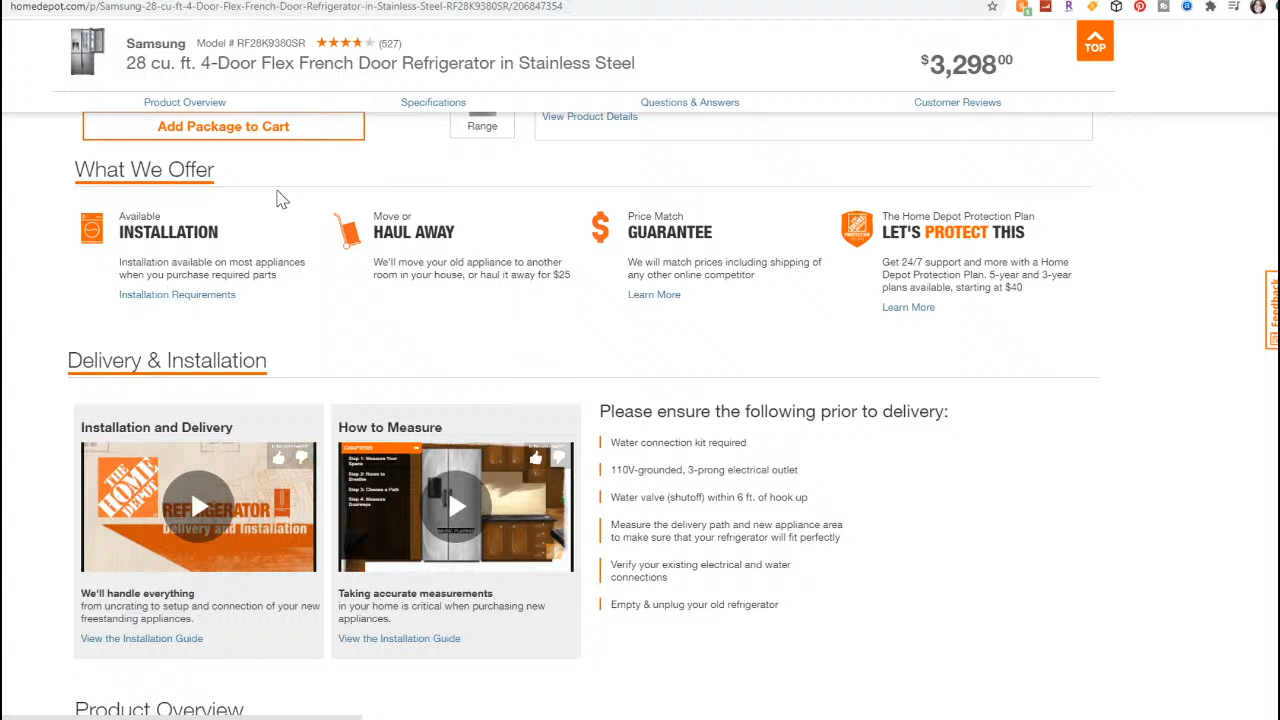 homedepot.com/p/Samsung-28-cu-ft-4-Door-Flex-French-Door-Refrigerator-in-Stainless-Steel-RF28K9380SR/206847354
Samsung Model # RF28K9380SR (527)
28 cu. ft. 4-Door Flex French Door Refrigerator in Stainless Steel
$3,298 00
TOP
Product Overview
Specifications
Questions & Answers
Customer Reviews
Add Package to Cart
Range
View Product Details
What We Offer
Available
INSTALLATION
Installation available on most appliances
when you purchase required parts
Installation Requirements
Move or
HAUL AWAY
We'll move your old appliance to another
room in your house, or haul it away for $25
Price Match
GUARANTEE
We will match prices including shipping of
any other online competitor
Learn More
The Home Depot Protection Plan
LET'S PROTECT THIS
Get 24/7 support and more with a Home
Depot Protection Plan. 5-year and 3-year
plans available, starting at $40
Learn More
Feedback
Delivery & Installation
Installation and Delivery
THE HOME DEPOT
REFRIGERATOR
Delivery and Installation
We'll handle everything
from uncrating to setup and connection of your new
freestanding appliances.
View the Installation Guide
How to Measure
CHAPTERS
Step 1: Measure Your
Space
Step 2: Room to
Breathe
Step 3: Choose a Path
Step 4: Measure
Doorways
Taking accurate measurements
in your home is critical when purchasing new
appliances.
View the Installation Guide
Please ensure the following prior to delivery:
Water connection kit required
110V-grounded, 3-prong electrical outlet
Water valve (shutoff) within 6 ft. of hook up
Measure the delivery path and new appliance area
to make sure that your refrigerator will fit perfectly
Verify your existing electrical and water
connections
Empty & unplug your old refrigerator
Product Overview